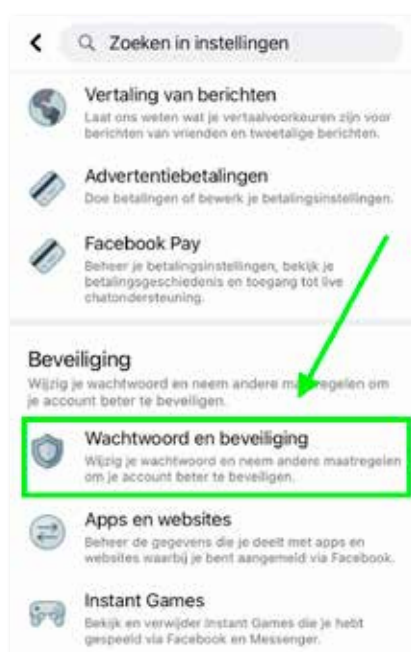 Zoeken in instellingen
Vertaling van berichten
Laat ons weten wat je vertaalvoorkeuren zijn voor
berichten van vrienden en tweetalige berichten.
Advertentiebetalingen
Doe betalingen of bewerk je betalingsinstellingen.
Facebook Pay
Beheer je betalingsinstellingen, bekijk je
betalingsgeschiedenis en toegang tot live
chatondersteuning.
Beveiliging
Wijzig je wachtwoord en neem andere maatregelen om
je account beter te beveiligen.
Wachtwoord en beveiliging
Wijzig je wachtwoord en neem andere maatregelen
om je account beter te beveiligen.
Apps en websites
Beheer de gegevens die je deelt met apps en
websites waarbij je bent aangemeld via Facebook.
Instant Games
Bekijk en verwijder Instant Games die je hebt
gespeeld via Facebook en Messenger.